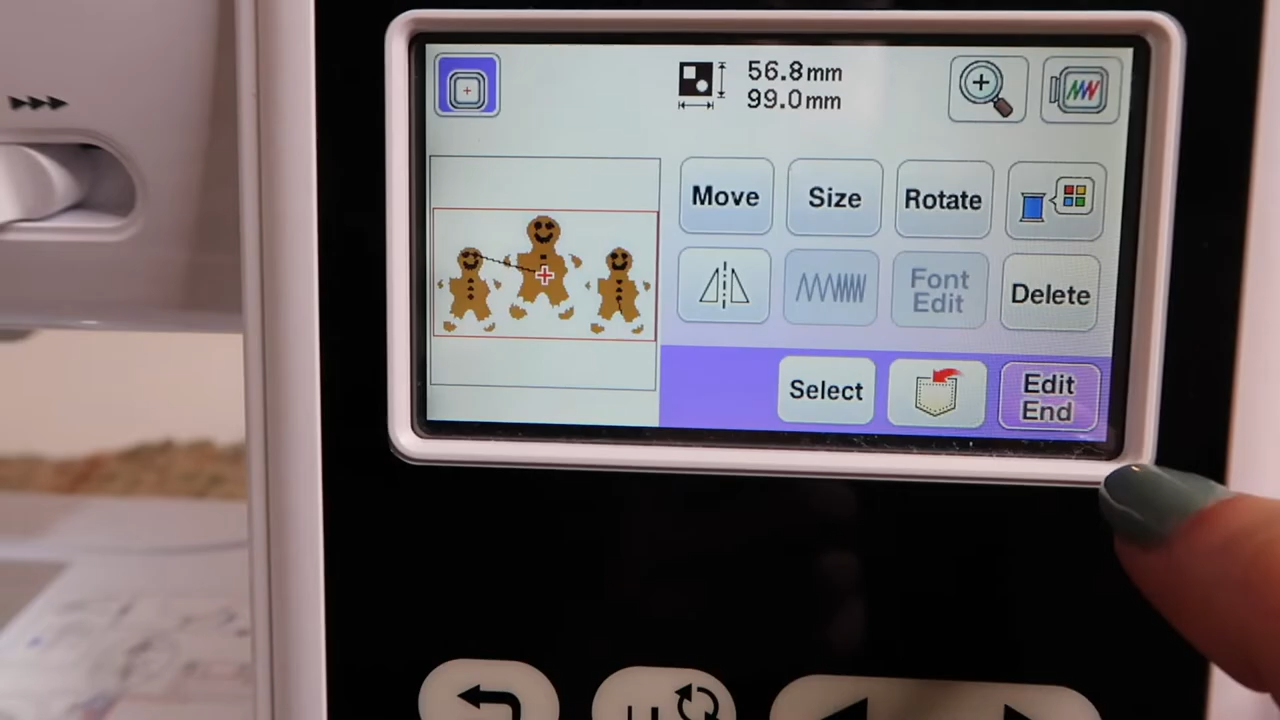 56.8mm
99.0mm
Move
Size
Rotate
Font
Edit
Delete
Select
Edit
End